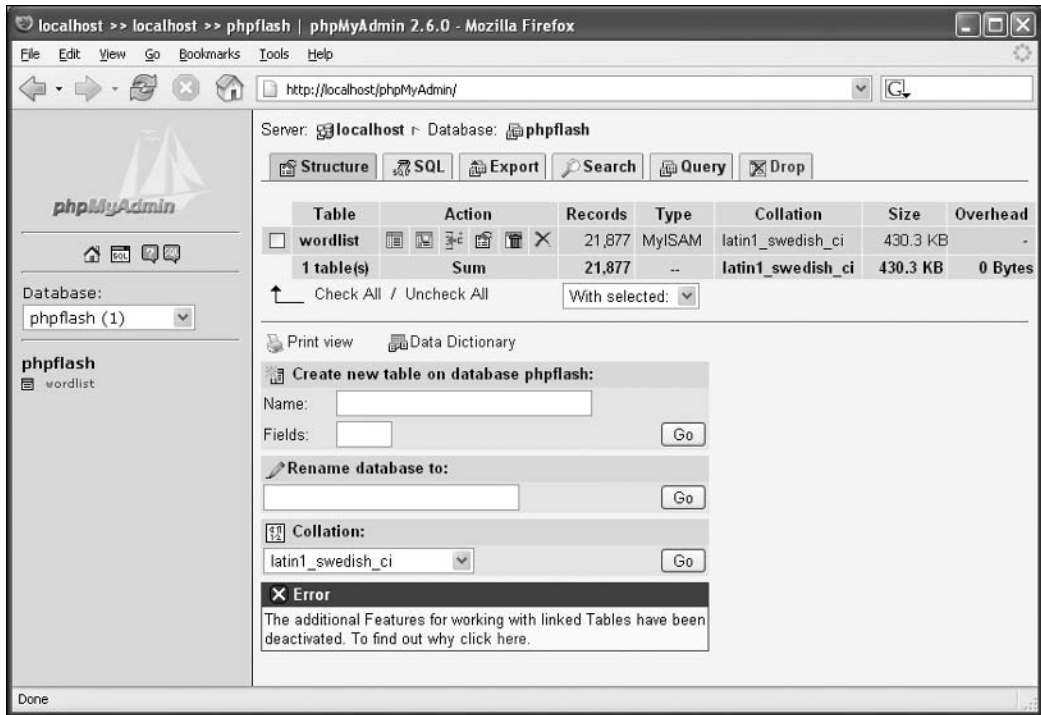 localhost >> localhost >> phpflash | phpMyAdmin 2.6.0 - Mozilla Firefox
File Edit View Go Bookmarks Tools Help
http://localhost/phpMyAdmin/
G
phpMyAdmin
SQL
Database:
phpflash (1)
phpflash
wordlist
Server: localhost Database: phpflash
Structure SQL Export Search Query Drop
Table Action Records Type Collation Size Overhead
wordlist 21,877 MyISAM latin1_swedish_ci 430.3 KB -
1 table(s) Sum 21,877 -- latin1_swedish_ci 430.3 KB 0 Bytes
Check All / Uncheck All With selected:
Print view Data Dictionary
Create new table on database phpflash:
Name:
Fields: Go
Rename database to:
Go
Collation:
latin1_swedish_ci Go
Error
The additional Features for working with linked Tables have been
deactivated. To find out why click here.
Done